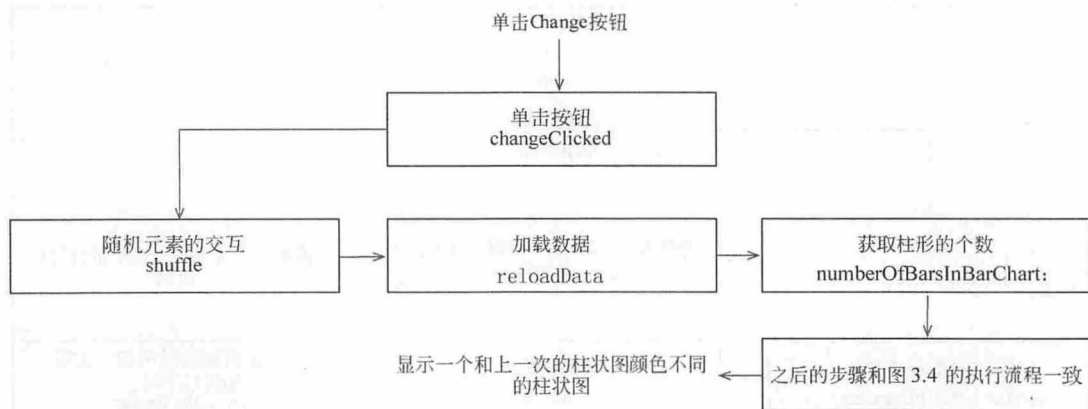 单击Change按钮
单击按钮
changeClicked
随机元素的交互
shuffle
加载数据
reloadData
获取柱形的个数
numberOfBarsInBarChart:
之后的步骤和图3.4的执行流程一致
显示一个和上一次的柱状图颜色不同
的柱状图